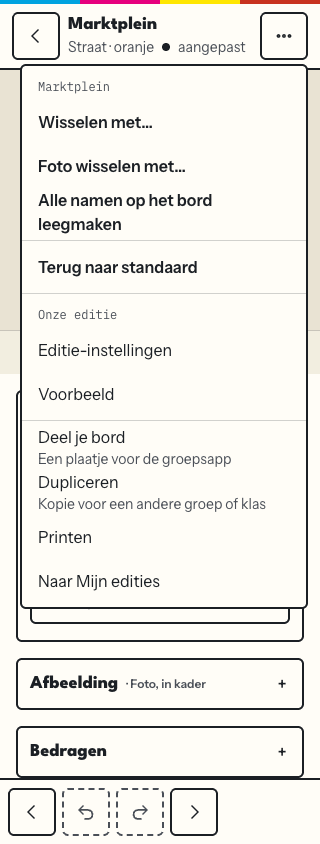 Marktplein
Straat · oranje ● aangepast
Marktplein
Wisselen met...
Foto wisselen met...
Alle namen op het bord
leegmaken
Terug naar standaard
Onze editie
Editie-instellingen
Voorbeeld
Deel je bord
Een plaatje voor de groepsapp
Dupliceren
Kopie voor een andere groep of klas
Printen
Naar Mijn edities
Afbeelding · Foto, in kader +
Bedragen +